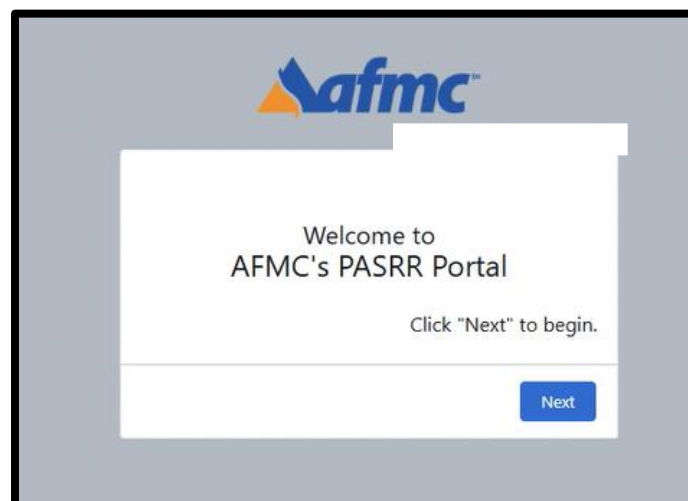 afmc
Welcome to
AFMC's PASRR Portal
Click "Next" to begin.
Next